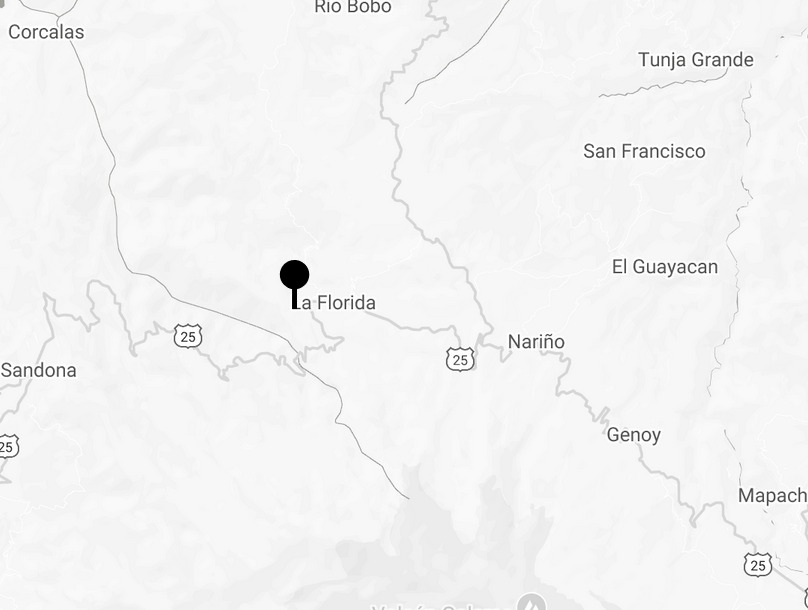 Rio Bobo
Corcalas
Tunja Grande
San Francisco
El Guayacan
La Florida
25
Nariño
25
Sandona
Genoy
25
Mapach
25